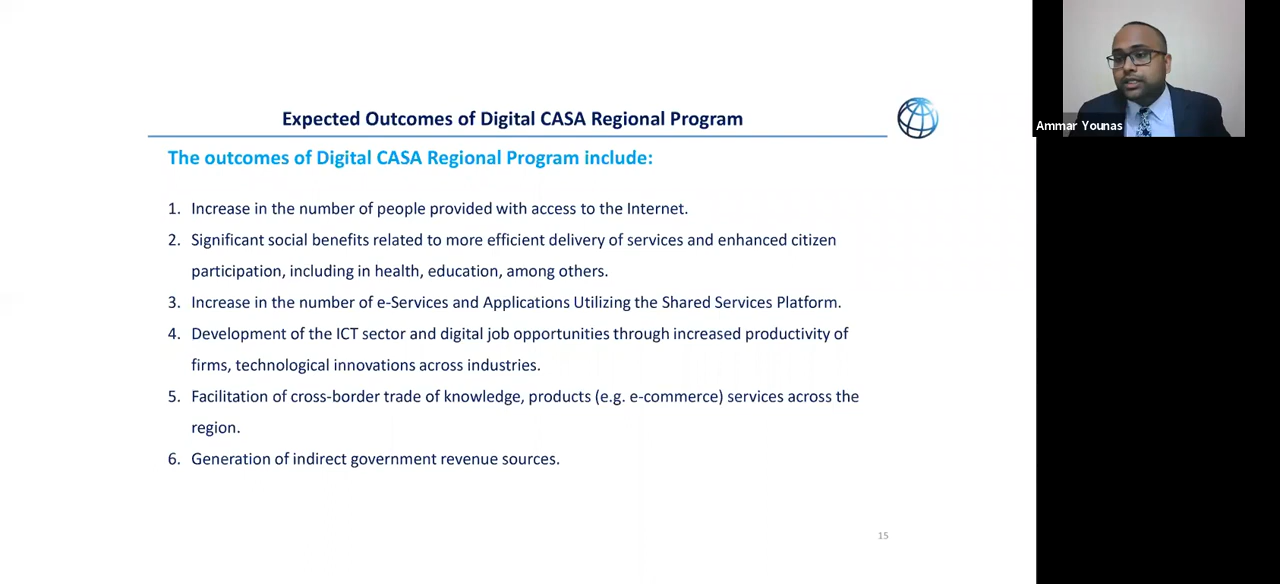 Expected Outcomes of Digital CASA Regional Program
The outcomes of Digital CASA Regional Program include:
1. Increase in the number of people provided with access to the Internet.
2. Significant social benefits related to more efficient delivery of services and enhanced citizen
participation, including in health, education, among others.
3. Increase in the number of e-Services and Applications Utilizing the Shared Services Platform.
4. Development of the ICT sector and digital job opportunities through increased productivity of
firms, technological innovations across industries.
5. Facilitation of cross-border trade of knowledge, products (e.g. e-commerce) services across the
region.
6. Generation of indirect government revenue sources.
15
Ammar Younas